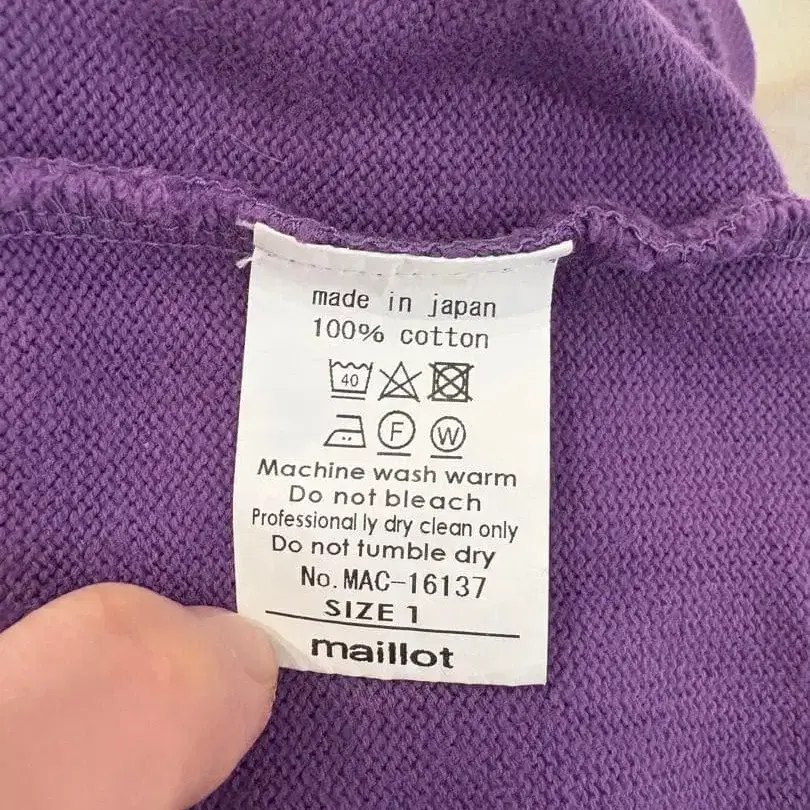 made in japan
100% cotton
40
F W
Machine wash warm
Do not bleach
Professional ly dry clean only
Do not tumble dry
No.MAC-16137
SIZE 1
maillot